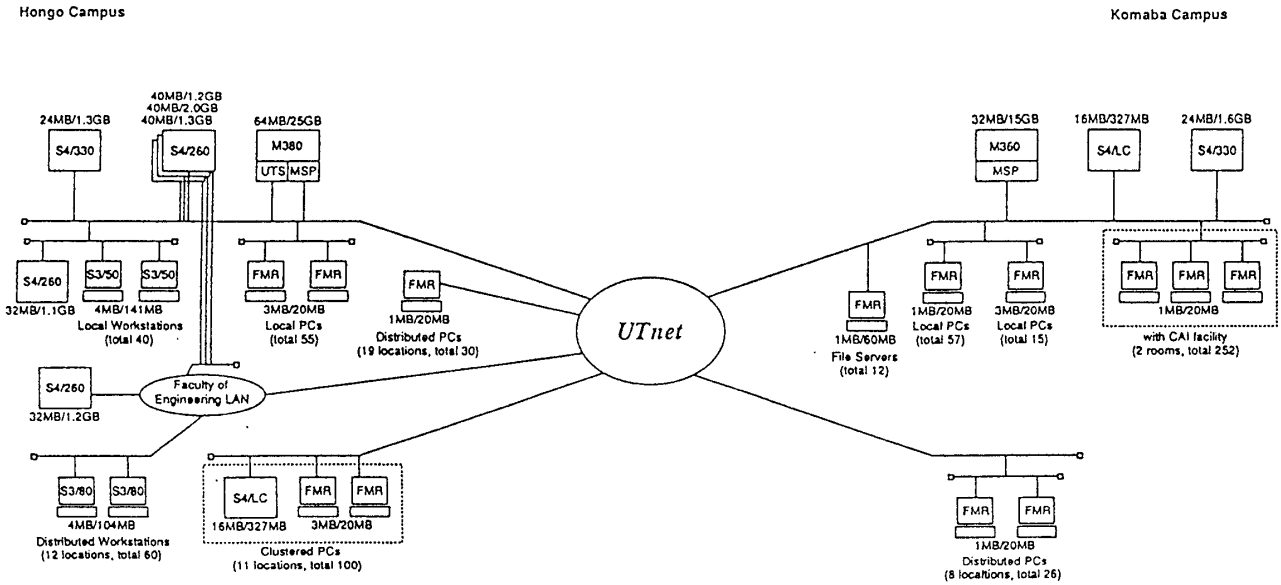 Hongo Campus
Komaba Campus
40MB/1.2GB
40MB/2.0GB
24MB/1.3GB
40MB/1.3GB
64MB/25GB
S4/330
S4/260
M380
UTS
MSP
32MB/15GB
16MB/327MB
24MB/1.6GB
M360
S4/LC
S4/330
MSP
S4/260
S3/50
S3/50
32MB/1.1GB
4MB/141MB
Local Workstations
(total 40)
FMR
FMR
3MB/20MB
Local PCs
(total 55)
FMR
1MB/20MB
Distributed PCs
(19 locations, total 30)
UTnet
FMR
1MB/60MB
File Servers
(total 12)
FMR
1MB/20MB
Local PCs
(total 57)
FMR
3MB/20MB
Local PCs
(total 15)
FMR
FMR
FMR
1MB/20MB
with CAI facility
(2 rooms, total 252)
S4/260
32MB/1.2GB
Faculty of
Engineering LAN
S3/80
S3/80
4MB/104MB
Distributed Workstations
(12 locations, total 60)
S4/LC
FMR
FMR
16MB/327MB
3MB/20MB
Clustered PCs
(11 locations, total 100)
FMR
FMR
1MB/20MB
Distributed PCs
(8 localtions, total 26)